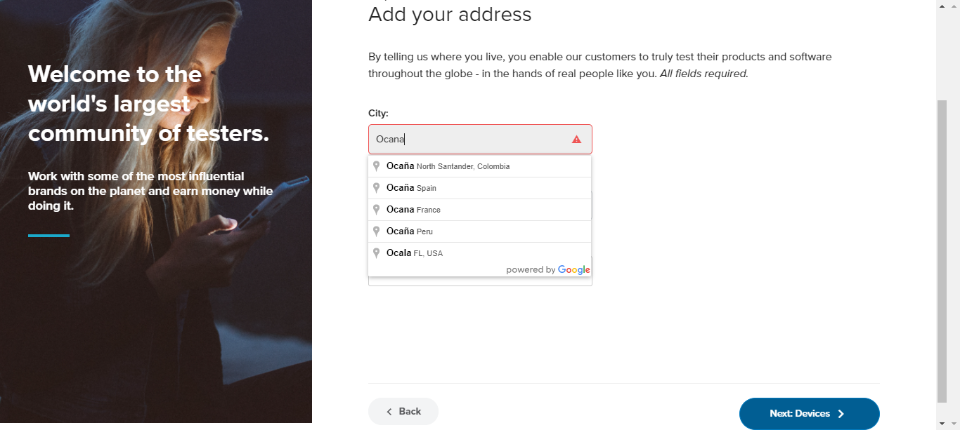 Add your address
Welcome to the
world's largest
community of testers.
Work with some of the most influential
brands on the planet and earn money while
doing it.
By telling us where you live, you enable our customers to truly test their products and software
throughout the globe - in the hands of real people like you. All fields required.
City:
Ocana
Ocaña North Santander, Colombia
Ocaña Spain
Ocana France
Ocaña Peru
Ocala FL, USA
powered by Google
Back
Next: Devices